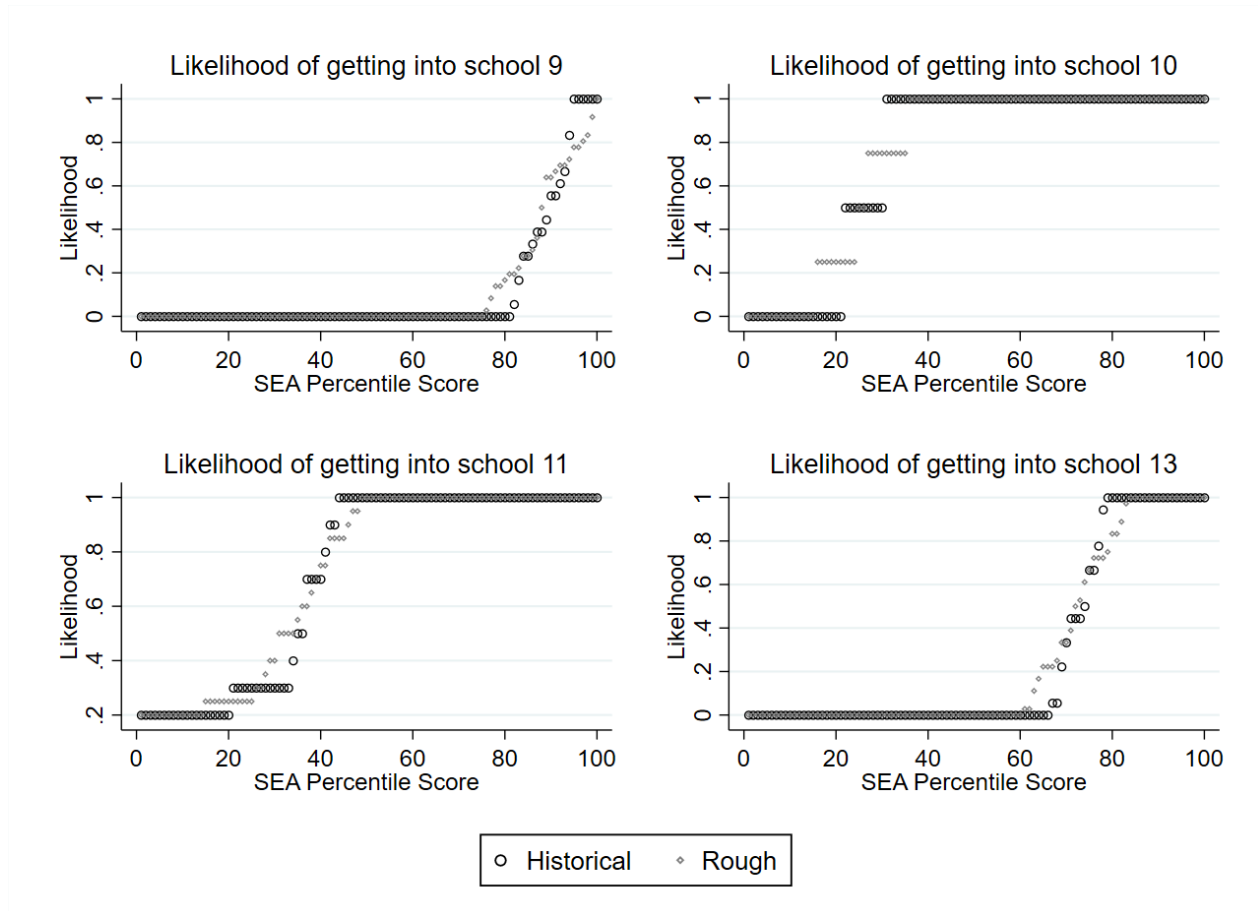 Likelihood of getting into school 9
Likelihood
0 .2 .4 .6 .8 1
0 20 40 60 80 100
SEA Percentile Score
Likelihood of getting into school 10
Likelihood
0 .2 .4 .6 .8 1
0 20 40 60 80 100
SEA Percentile Score
Likelihood of getting into school 11
Likelihood
.2 .4 .6 .8 1
0 20 40 60 80 100
SEA Percentile Score
Likelihood of getting into school 13
Likelihood
0 .2 .4 .6 .8 1
0 20 40 60 80 100
SEA Percentile Score
Historical Rough